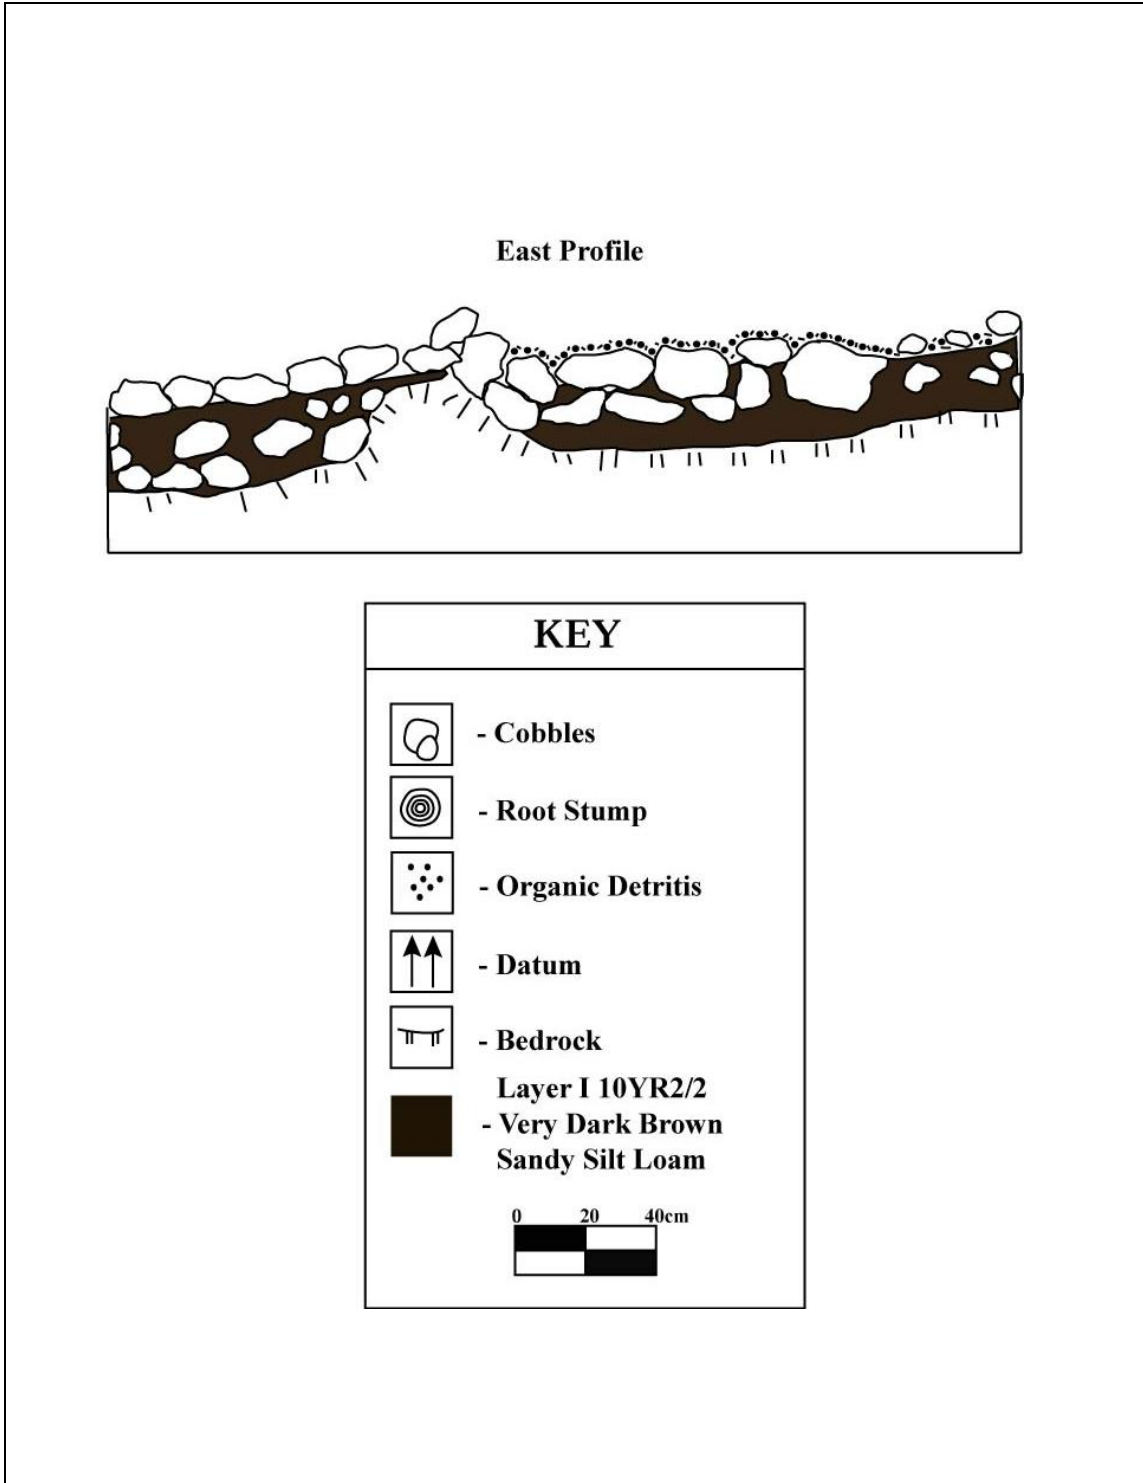 East Profile
KEY
- Cobbles
- Root Stump
- Organic Detritis
- Datum
- Bedrock
Layer I 10YR2/2
- Very Dark Brown
Sandy Silt Loam
0 20 40cm